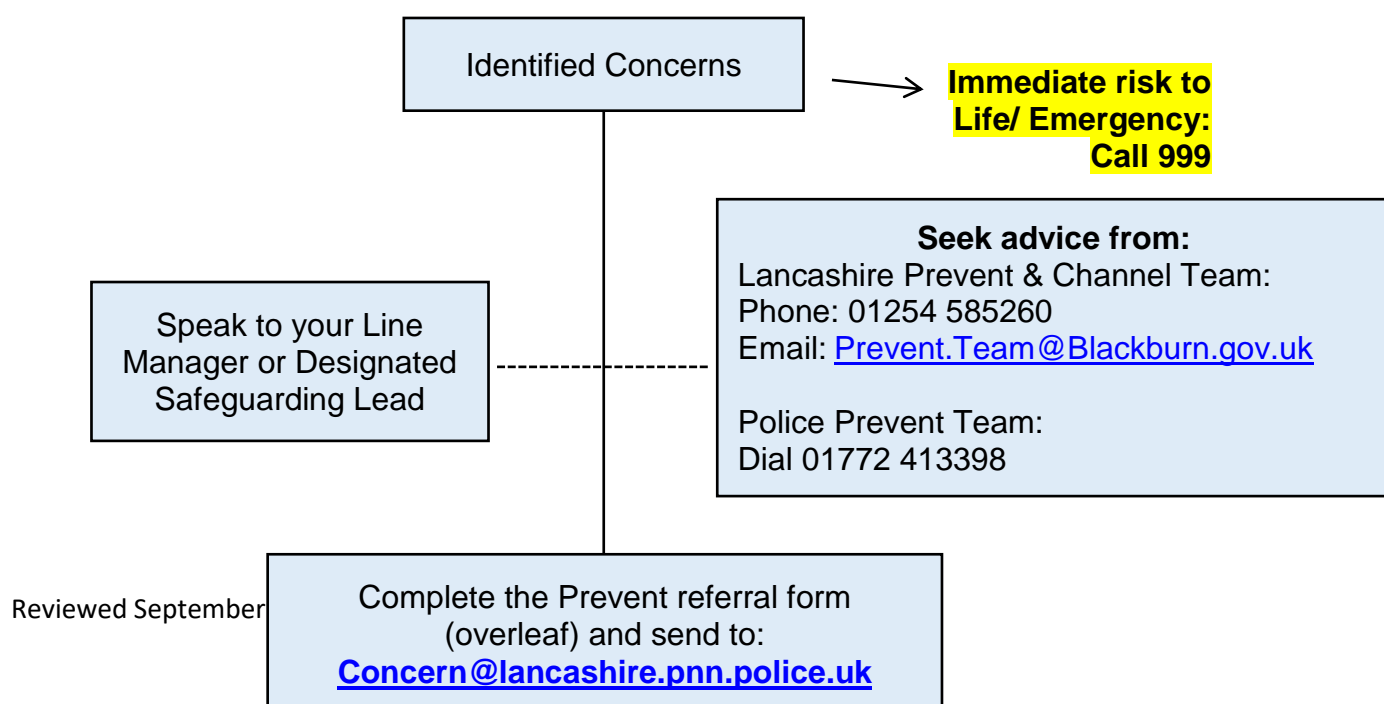 Identified Concerns
Immediate risk to
Life/ Emergency:
Call 999
Seek advice from:
Lancashire Prevent & Channel Team:
Phone: 01254 585260
Email: Prevent.Team@Blackburn.gov.uk
Police Prevent Team:
Dial 01772 413398
Speak to your Line
Manager or Designated
Safeguarding Lead
Reviewed September
Complete the Prevent referral form
(overleaf) and send to:
Concern@lancashire.pnn.police.uk